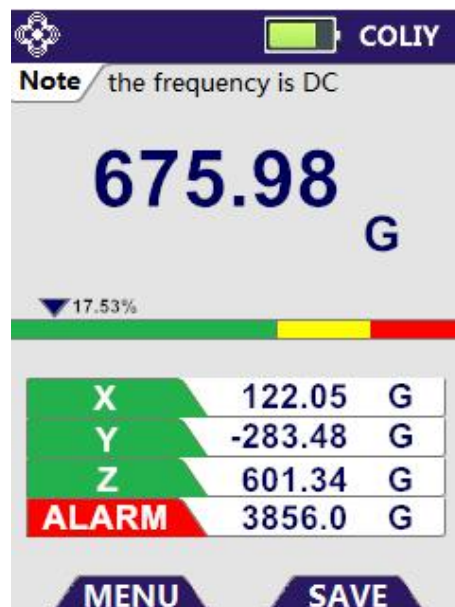 COLIY
Note the frequency is DC
675.98
G
17.53%
X 122.05 G
Y -283.48 G
Z 601.34 G
ALARM 3856.0 G
MENU SAVE